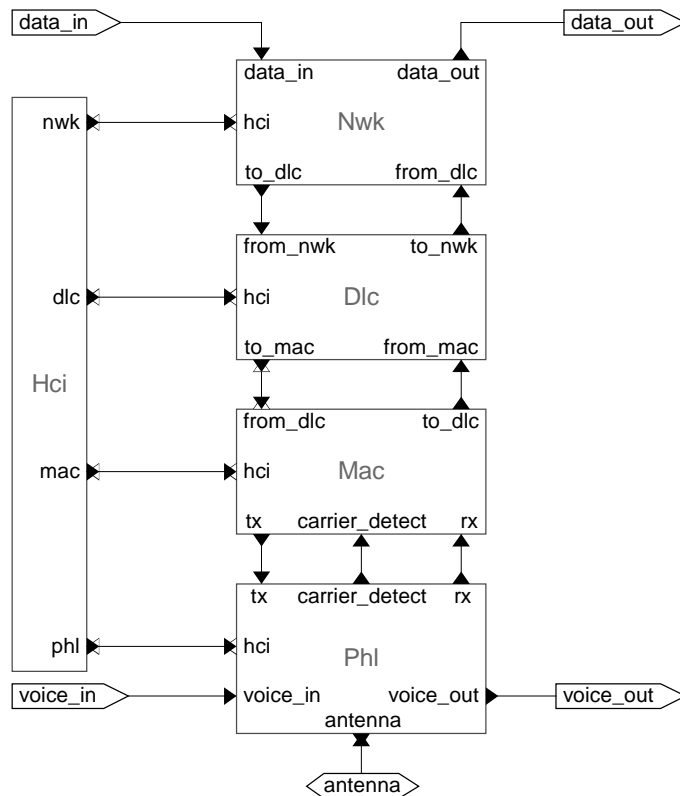 data_in
data_out
data_in
data_out
nwk
hci
Nwk
to_dlc
from_dlc
from_nwk
to_nwk
dlc
hci
Dlc
to_mac
from_mac
Hci
from_dlc
to_dlc
mac
hci
Mac
tx
carrier_detect
rx
tx
carrier_detect
rx
phl
hci
Phl
voice_in
voice_in
voice_out
voice_out
antenna
antenna